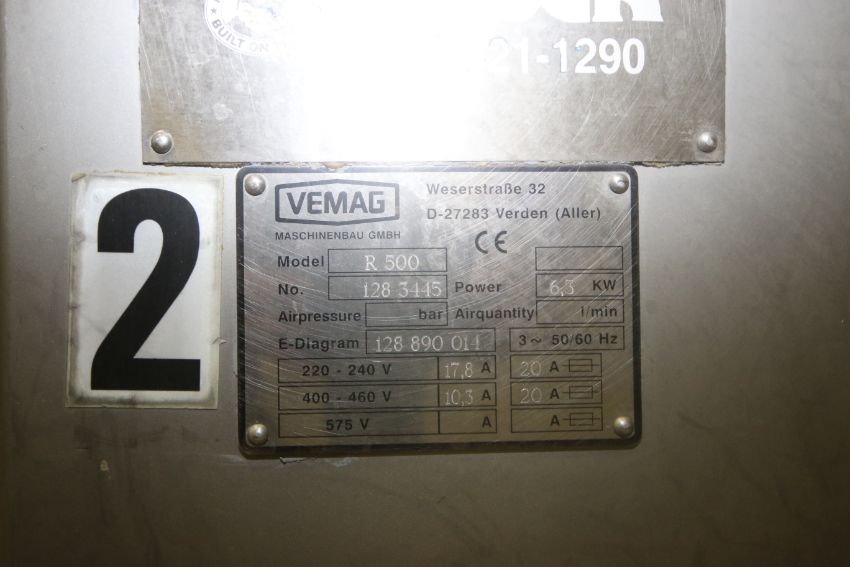 BUILT ON
21-1290
2
VEMAG
MASCHINENBAU GMBH
Weserstraße 32
D-27283 Verden (Aller)
CE
Model R 500
No. 128 3445 Power 6,3 KW
Airpressure bar Airquantity l/min
E-Diagram 128 890 014 3~ 50/60 Hz
220 - 240 V 17,8 A 20 A
400 - 460 V 10,3 A 20 A
575 V A A